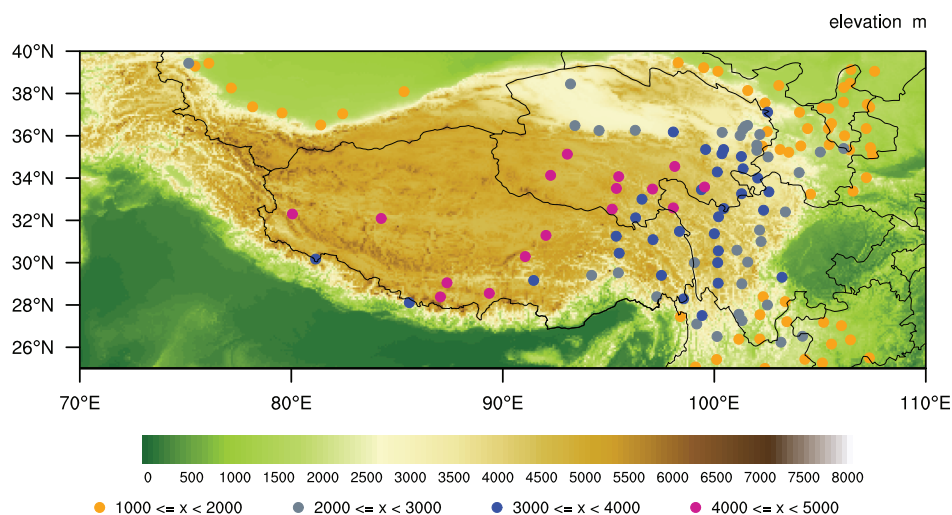 elevation m
40°N
38°N
36°N
34°N
32°N
30°N
28°N
26°N
70°E 80°E 90°E 100°E 110°E
0 500 1000 1500 2000 2500 3000 3500 4000 4500 5000 5500 6000 6500 7000 7500 8000
1000 <= x < 2000 2000 <= x < 3000 3000 <= x < 4000 4000 <= x < 5000